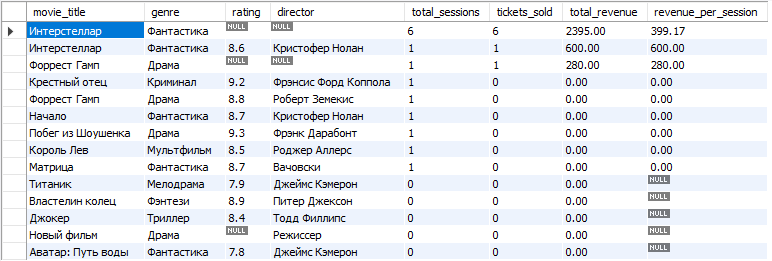 movie_title genre rating director total_sessions tickets_sold total_revenue revenue_per_session
Интерстеллар Фантастика NULL NULL 6 6 2395.00 399.17
Интерстеллар Фантастика 8.6 Кристофер Нолан 1 1 600.00 600.00
Форрест Гамп Драма NULL NULL 1 1 280.00 280.00
Крестный отец Криминал 9.2 Фрэнсис Форд Коппола 1 0 0.00 0.00
Форрест Гамп Драма 8.8 Роберт Земекис 1 0 0.00 0.00
Начало Фантастика 8.7 Кристофер Нолан 1 0 0.00 0.00
Побег из Шоушенка Драма 9.3 Фрэнк Дарабонт 1 0 0.00 0.00
Король Лев Мультфильм 8.5 Роджер Аллерс 1 0 0.00 0.00
Матрица Фантастика 8.7 Вачовски 1 0 0.00 0.00
Титаник Мелодрама 7.9 Джеймс Кэмерон 0 0 0.00 NULL
Властелин колец Фэнтези 8.9 Питер Джексон 0 0 0.00 NULL
Джокер Триллер 8.4 Тодд Филлипс 0 0 0.00 NULL
Новый фильм Драма NULL Режиссер 0 0 0.00 NULL
Аватар: Путь воды Фантастика 7.8 Джеймс Кэмерон 0 0 0.00 NULL